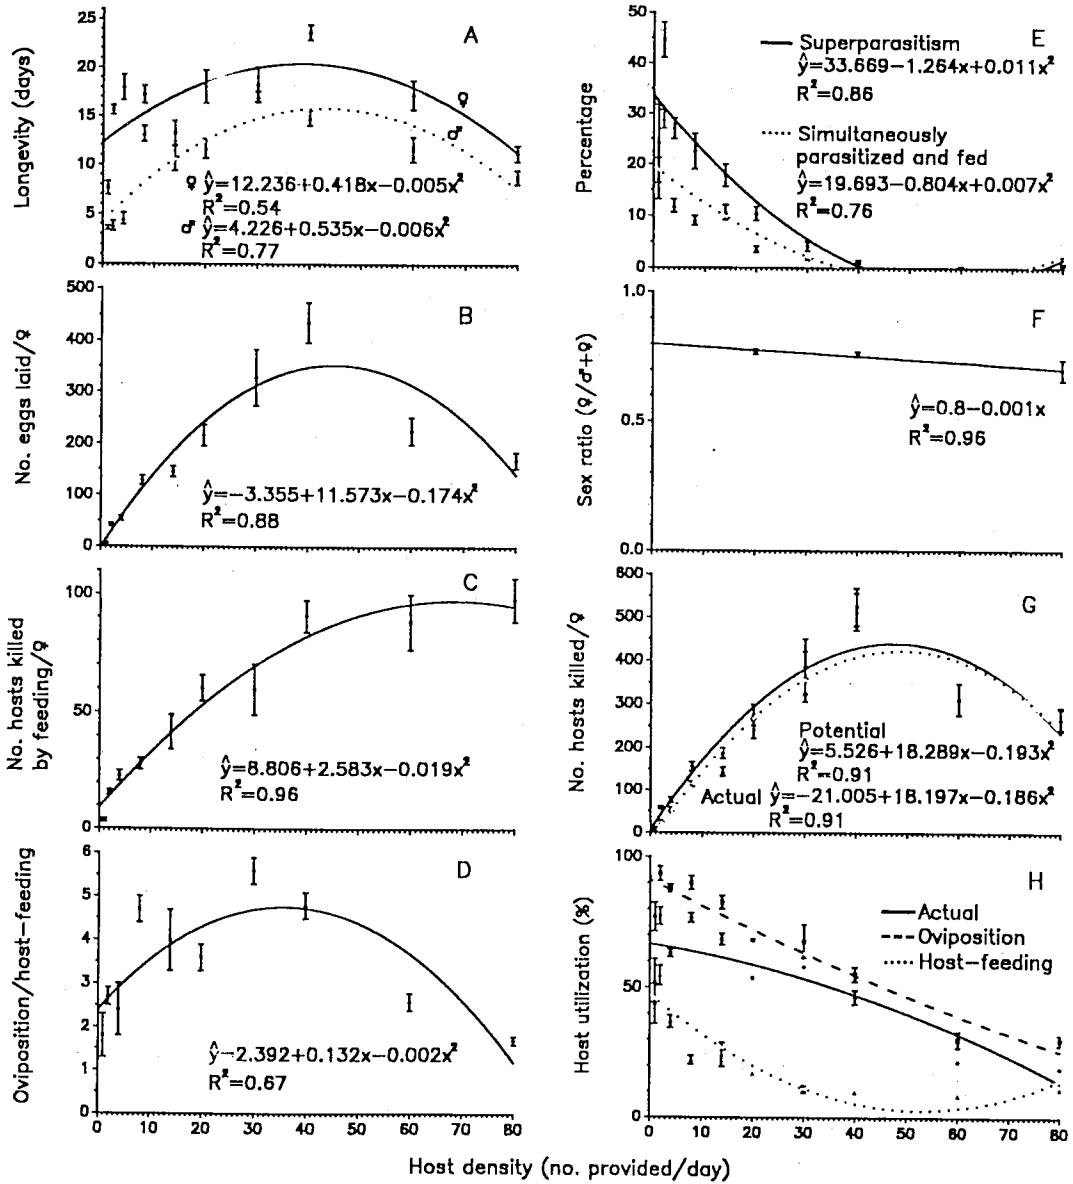 A
Longevity (days)
25
20
15
10
5
0
♀
♂
♀ ŷ=12.236+0.418x−0.005x²
R²=0.54
♂ ŷ=4.226+0.535x−0.006x²
R²=0.77
B
No. eggs laid/♀
500
400
300
200
100
0
ŷ=−3.355+11.573x−0.174x²
R²=0.88
0 10 20 30 40 50 60 70 80
C
No. hosts killed
by feeding/♀
100
50
0
ŷ=8.806+2.583x−0.019x²
R²=0.96
D
Oviposition/host−feeding
6
5
4
3
2
1
0
ŷ−2.392+0.132x−0.002x²
R²=0.67
0 10 20 30 40 50 60 70 80
E
Percentage
50
40
30
20
10
0
Superparasitism
ŷ=33.669−1.264x+0.011x²
R²=0.86
Simultaneously
parasitized and fed
ŷ=19.693−0.804x+0.007x²
R²=0.76
F
Sex ratio (♀/♂+♀)
1.0
0.5
0.0
ŷ=0.8−0.001x
R²=0.96
G
No. hosts killed/♀
600
500
400
300
200
100
0
Potential
ŷ=5.526+18.289x−0.193x²
R²=0.91
Actual ŷ=−21.005+18.197x−0.186x²
R²=0.91
H
Host utilization (%)
100
50
0
Actual
Oviposition
Host−feeding
0 10 20 30 40 50 60 70 80
Host density (no. provided/day)